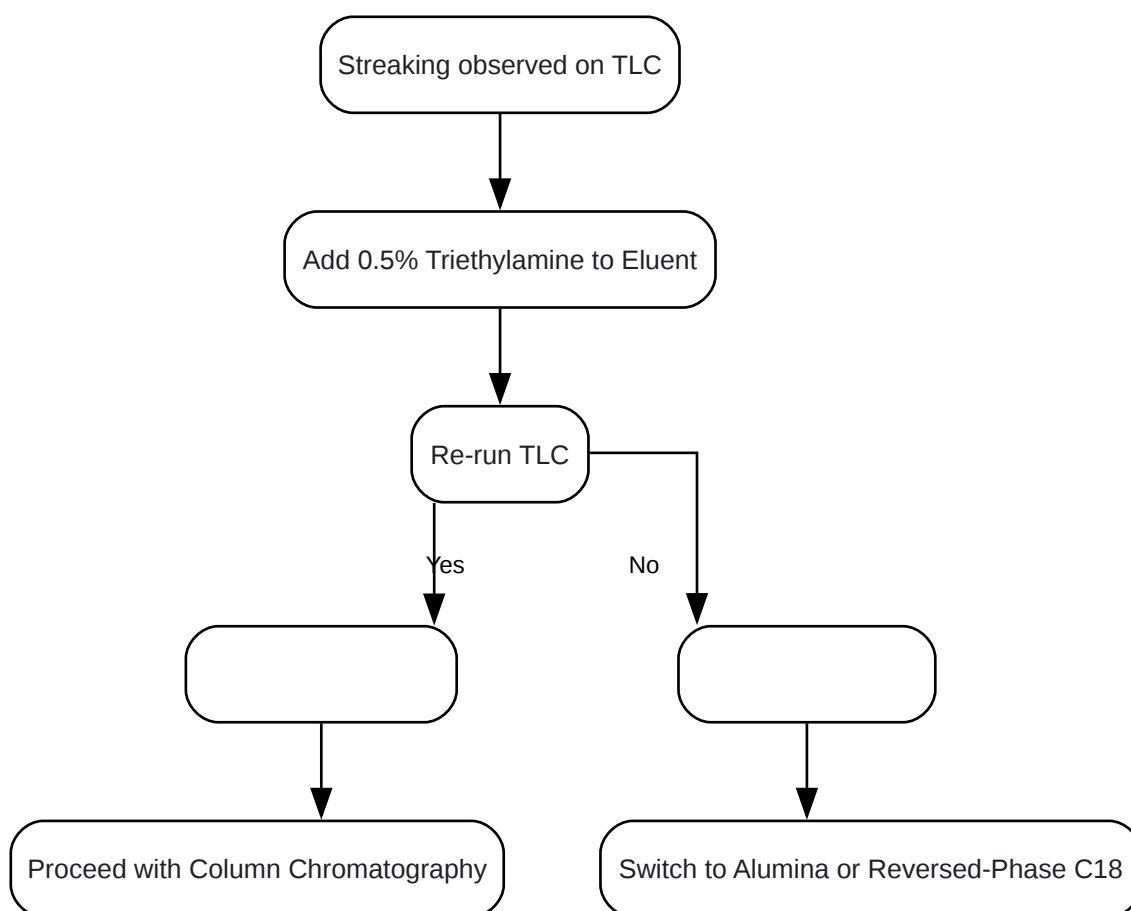 Streaking observed on TLC
Add 0.5% Triethylamine to Eluent
Re-run TLC
Yes
No
Proceed with Column Chromatography
Switch to Alumina or Reversed-Phase C18